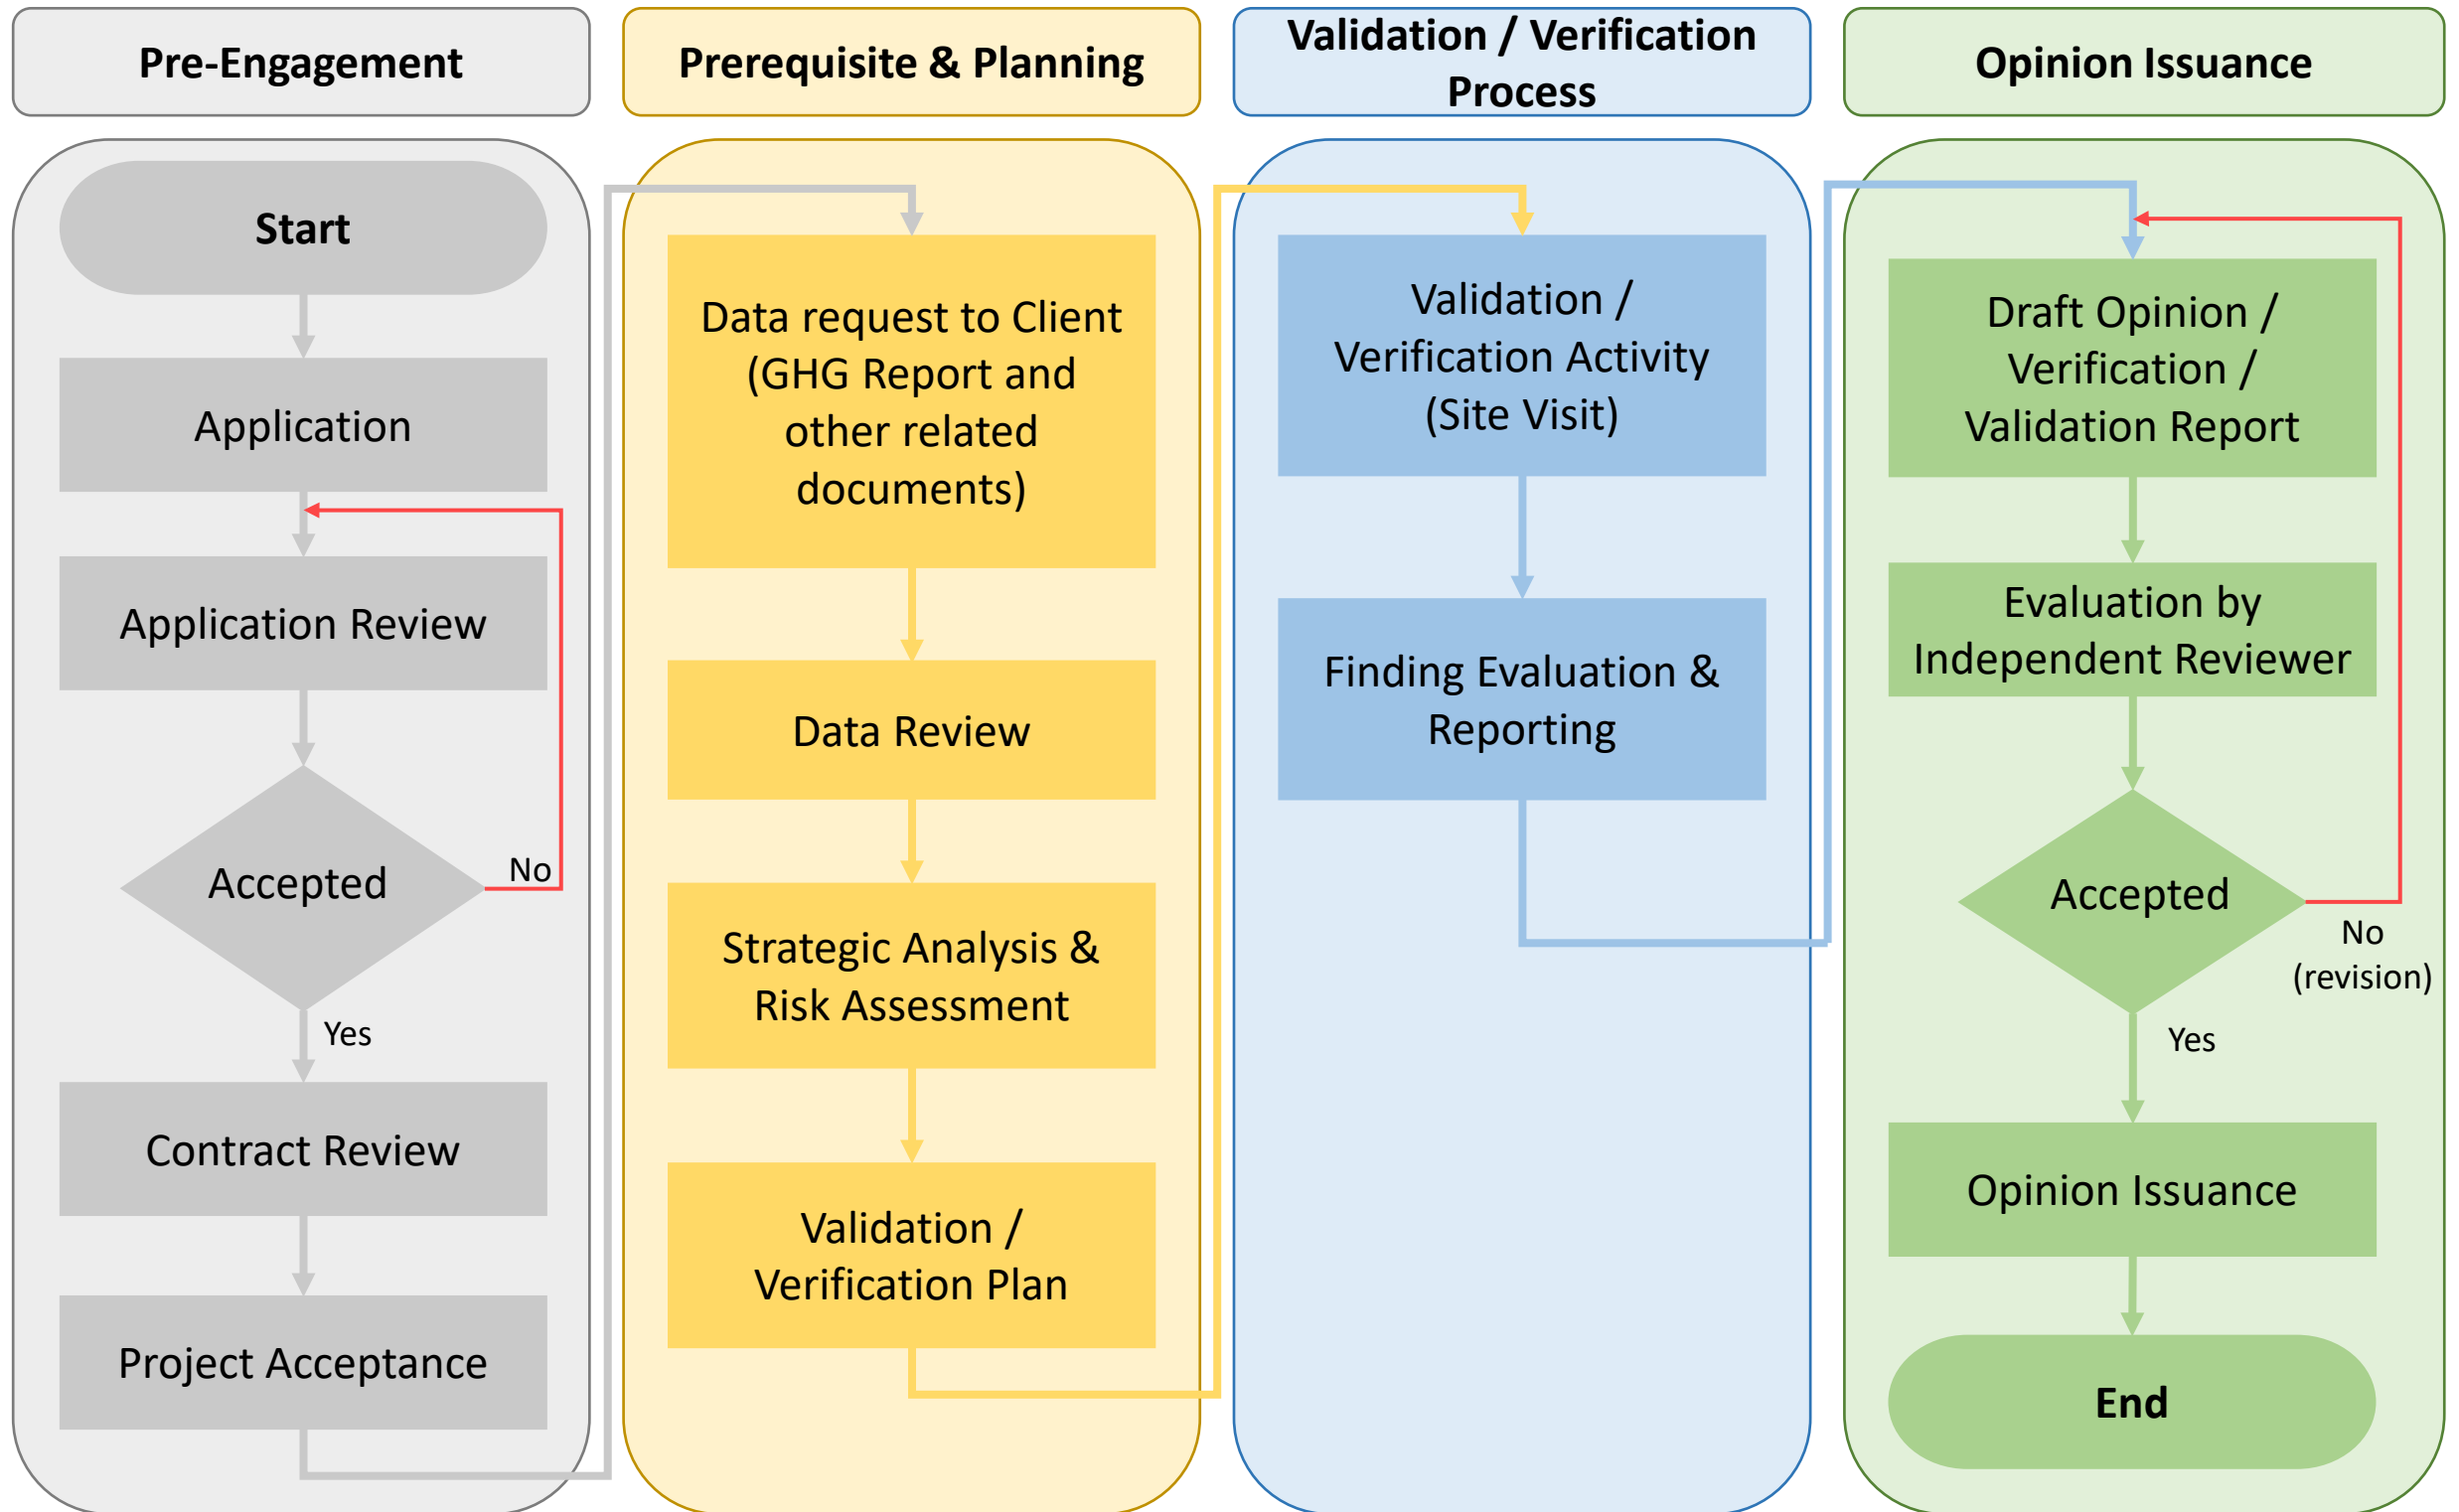 Pre-Engagement
Start
Application
Application Review
Accepted
No
Yes
Contract Review
Project Acceptance
Prerequisite & Planning
Data request to Client
(GHG Report and
other related
documents)
Data Review
Strategic Analysis &
Risk Assessment
Validation /
Verification Plan
Validation / Verification
Process
Validation /
Verification Activity
(Site Visit)
Finding Evaluation &
Reporting
Opinion Issuance
Draft Opinion /
Verification /
Validation Report
Evaluation by
Independent Reviewer
Accepted
No
(revision)
Yes
Opinion Issuance
End